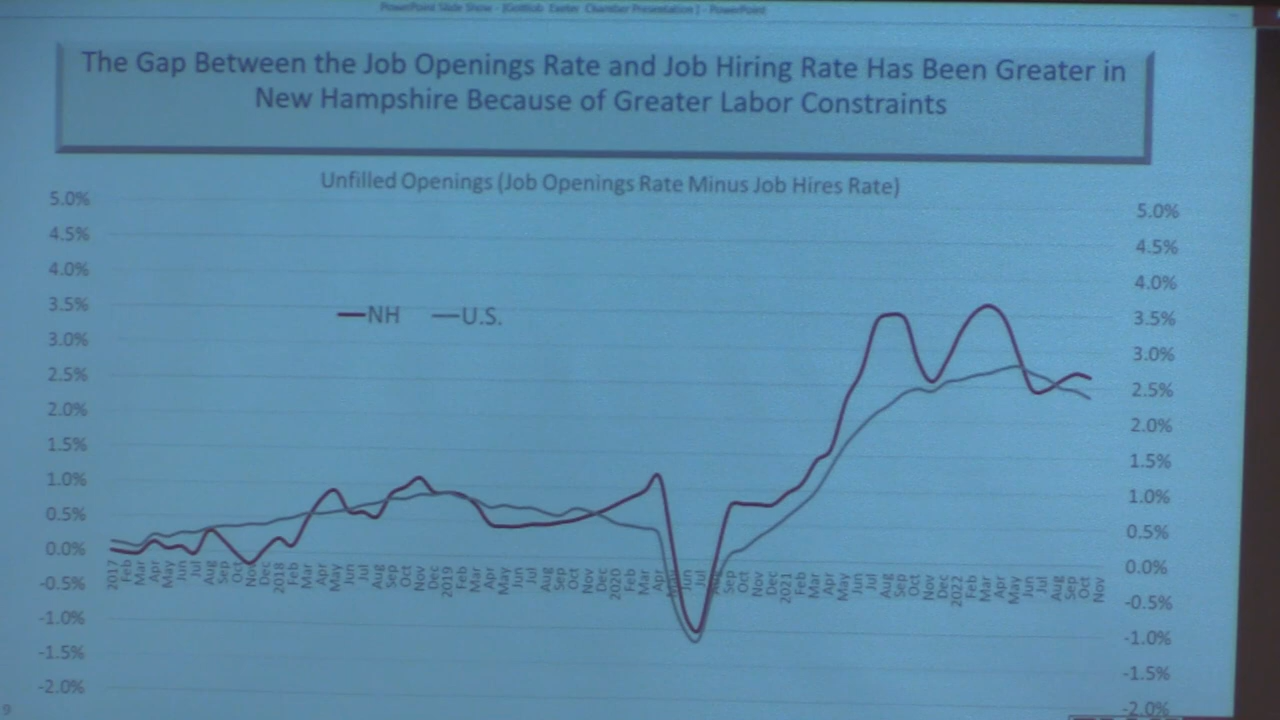 PowerPoint Slide Show - [Gottlob Exeter Chamber Presentation] - PowerPoint
The Gap Between the Job Openings Rate and Job Hiring Rate Has Been Greater in
New Hampshire Because of Greater Labor Constraints
Unfilled Openings (Job Openings Rate Minus Job Hires Rate)
5.0% 5.0%
4.5% 4.5%
4.0% 4.0%
3.5% NH U.S. 3.5%
3.0% 3.0%
2.5% 2.5%
2.0% 2.0%
1.5% 1.5%
1.0% 1.0%
0.5% 0.5%
0.0% 0.0%
-0.5% -0.5%
-1.0% -1.0%
-1.5% -1.5%
-2.0% -2.0%
2017 Feb Mar Apr May Jun Jul Aug Sep Oct Nov Dec 2018 Feb Mar Apr May Jun Jul Aug Sep Oct Nov Dec 2019 Feb Mar Apr May Jun Jul Aug Sep Oct Nov Dec 2020 Feb Mar Apr Jun Jul Sep Oct Nov Dec 2021 Feb Mar Apr May Jun Jul Aug Sep Oct Nov Dec 2022 Feb Mar Apr May Jun Jul Aug Sep Oct Nov
9